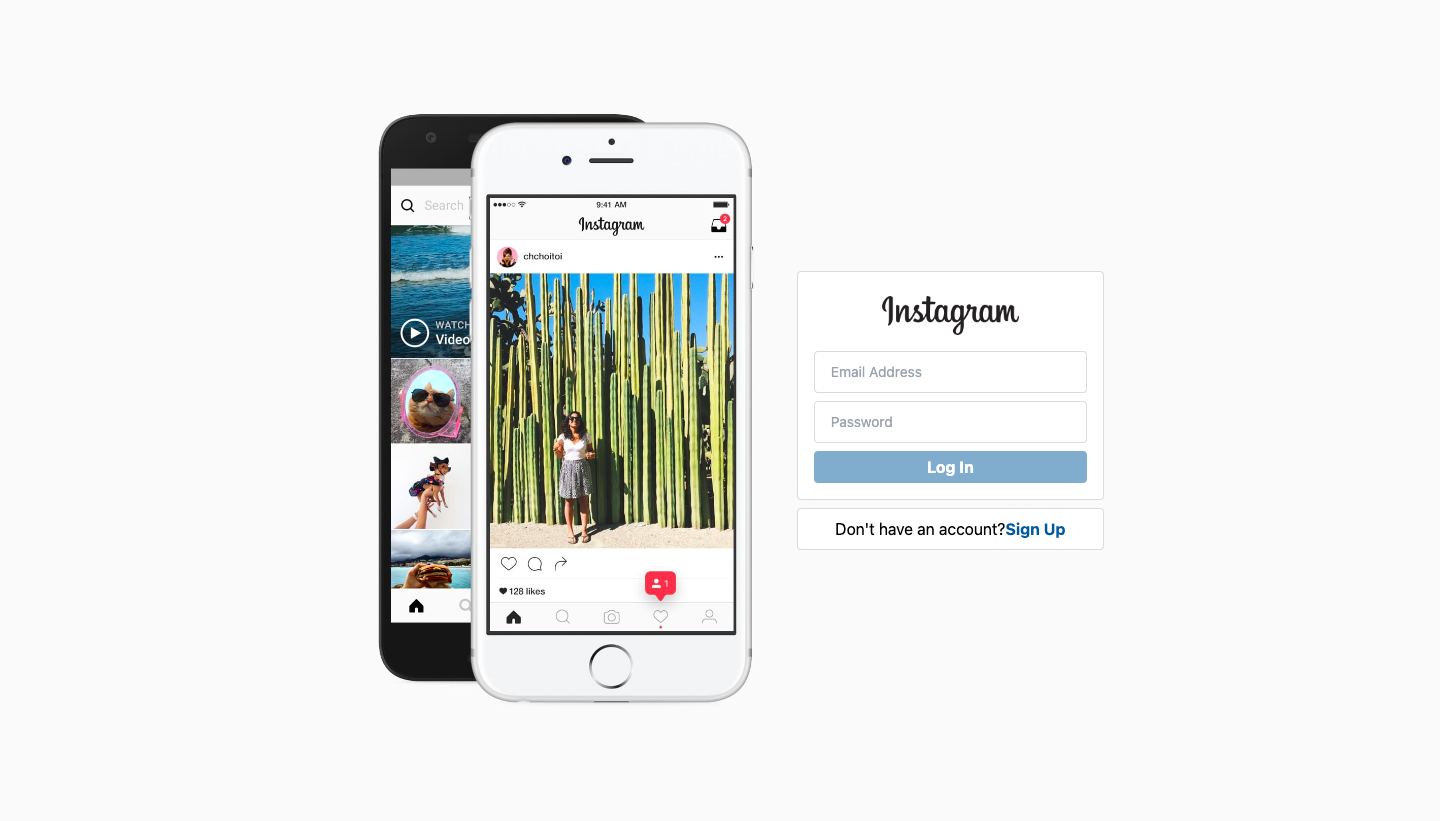 Search
WATCH
Video
9:41 AM
Instagram
2
chchoitoi
1
128 likes
Instagram
Email Address
Password
Log In
Don't have an account?Sign Up